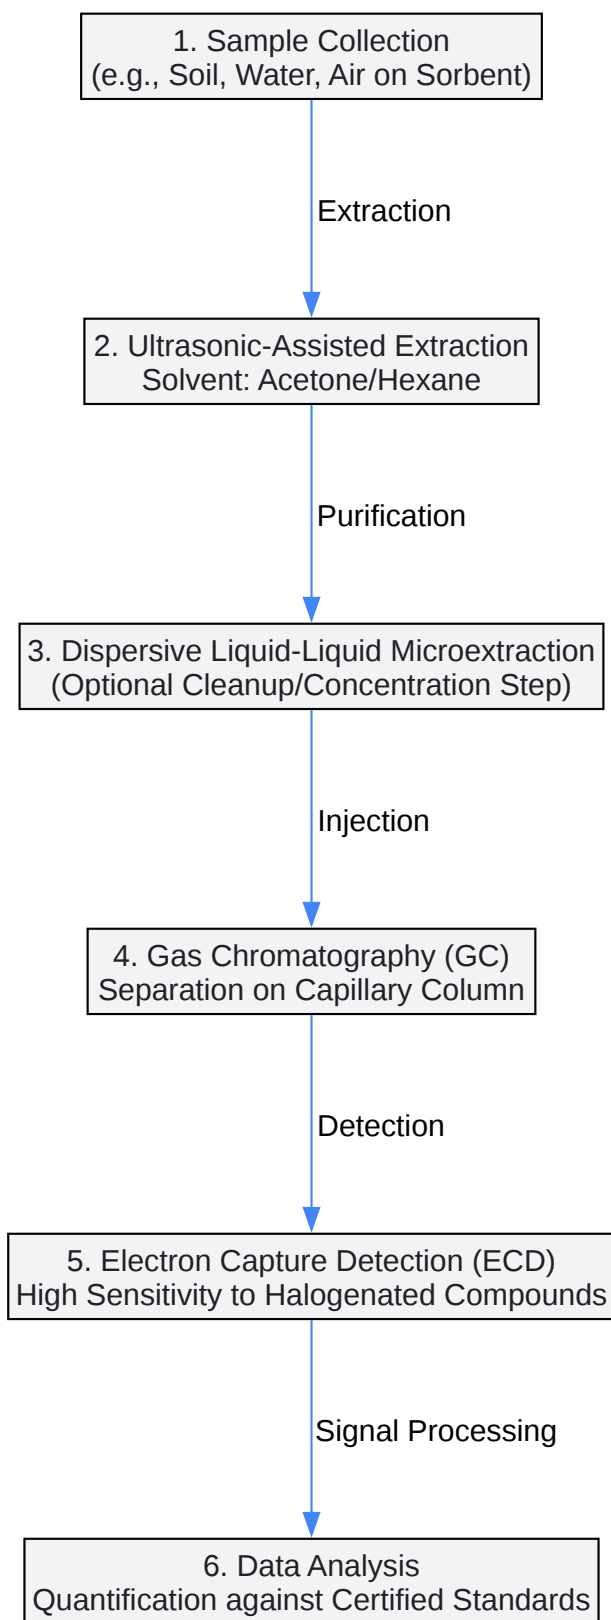 1. Sample Collection
(e.g., Soil, Water, Air on Sorbent)
Extraction
2. Ultrasonic-Assisted Extraction
Solvent: Acetone/Hexane
Purification
3. Dispersive Liquid-Liquid Microextraction
(Optional Cleanup/Concentration Step)
Injection
4. Gas Chromatography (GC)
Separation on Capillary Column
Detection
5. Electron Capture Detection (ECD)
High Sensitivity to Halogenated Compounds
Signal Processing
6. Data Analysis
Quantification against Certified Standards